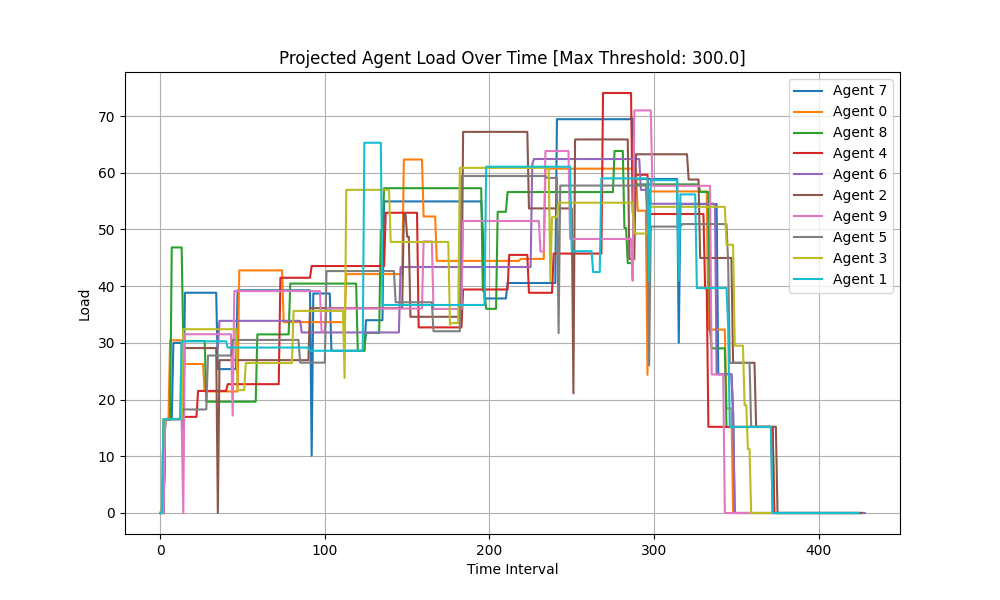 Projected Agent Load Over Time [Max Threshold: 300.0]
Load
70
60
50
40
30
20
10
0
0 100 200 300 400
Time Interval
Agent 7
Agent 0
Agent 8
Agent 4
Agent 6
Agent 2
Agent 9
Agent 5
Agent 3
Agent 1